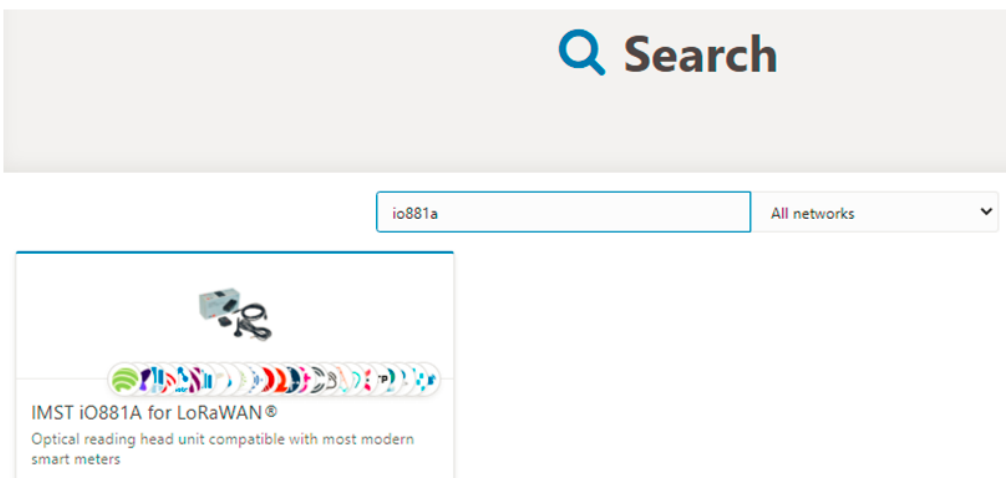 Search
io881a
All networks
IMST iO881A for LoRaWAN®
Optical reading head unit compatible with most modern
smart meters